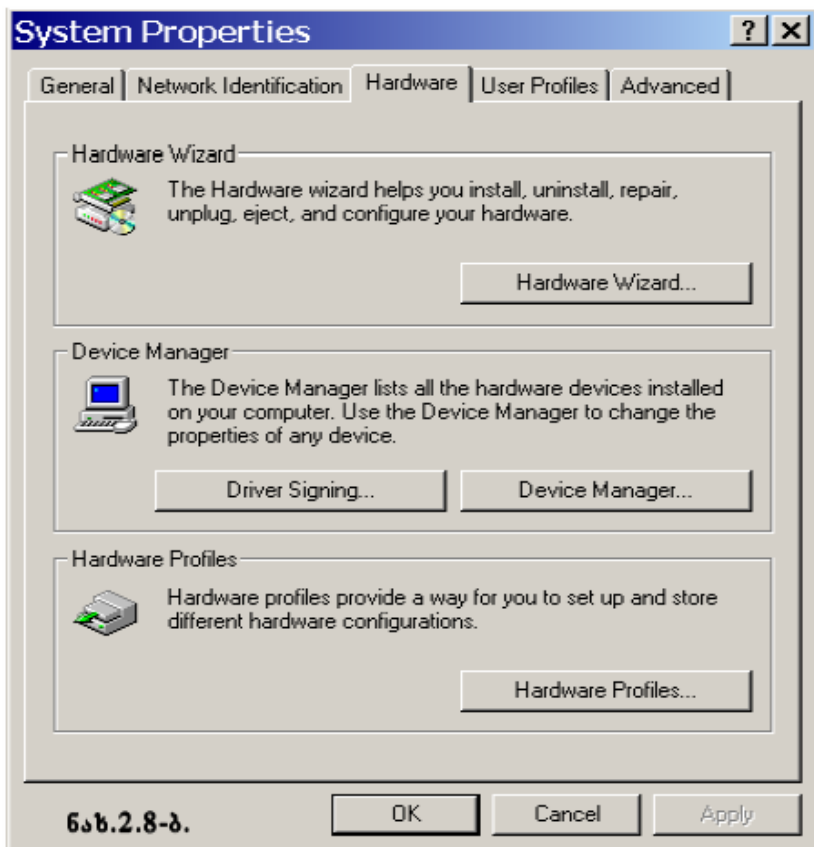 System Properties
General Network Identification Hardware User Profiles Advanced
Hardware Wizard
The Hardware wizard helps you install, uninstall, repair,
unplug, eject, and configure your hardware.
Hardware Wizard...
Device Manager
The Device Manager lists all the hardware devices installed
on your computer. Use the Device Manager to change the
properties of any device.
Driver Signing... Device Manager...
Hardware Profiles
Hardware profiles provide a way for you to set up and store
different hardware configurations.
Hardware Profiles...
OK Cancel Apply
ნახ.2.8-ბ.